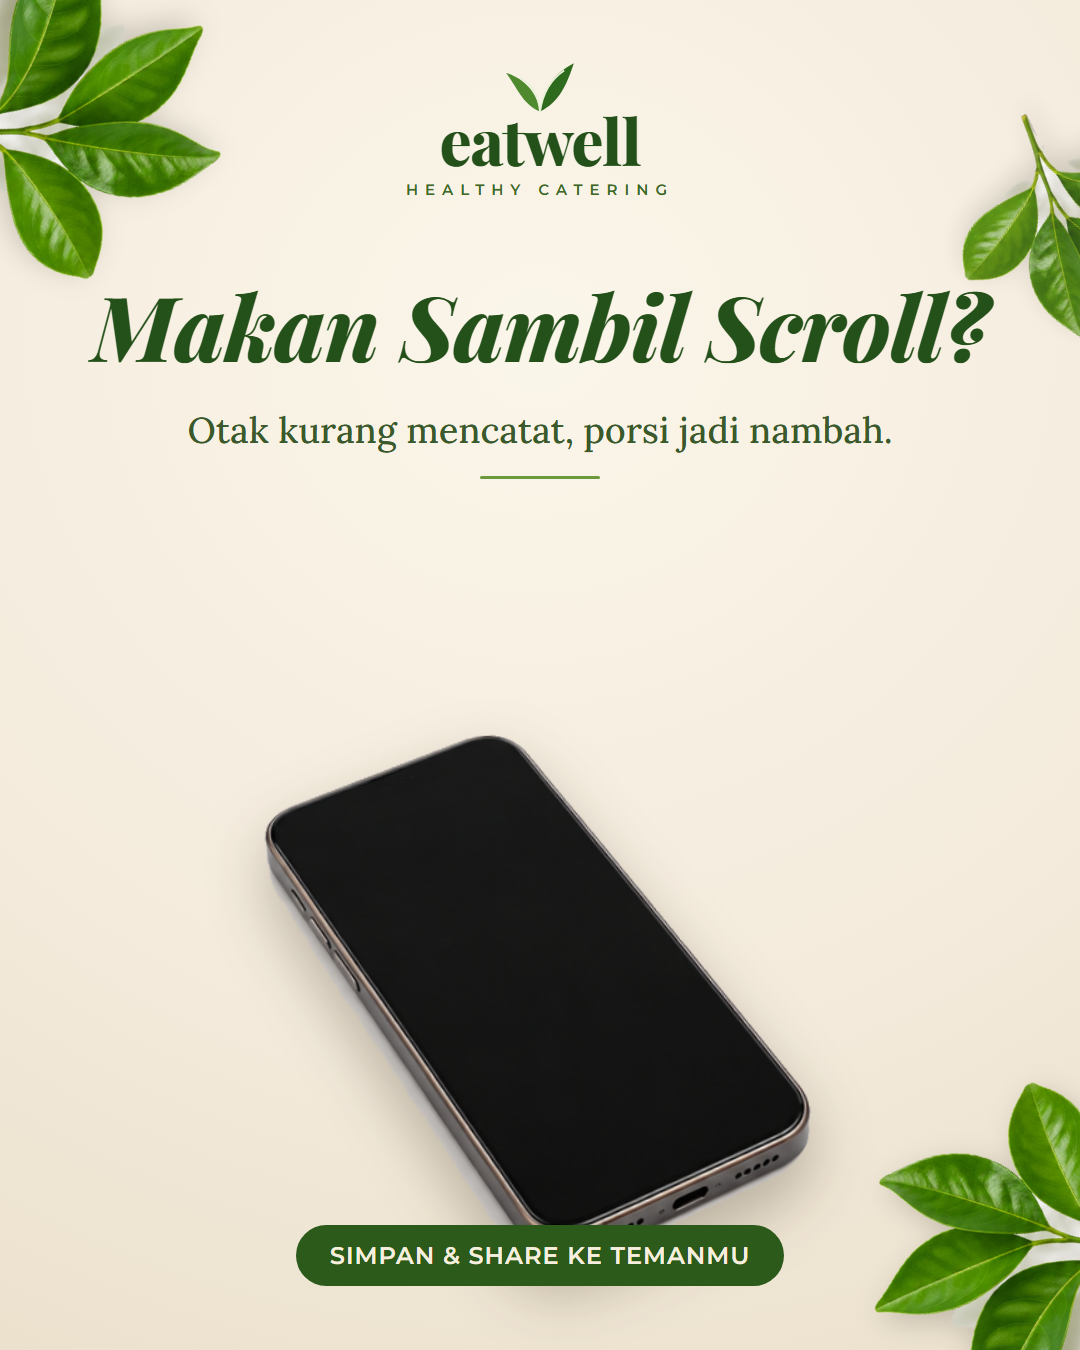 eatwell
HEALTHY CATERING
Makan Sambil Scroll?
Otak kurang mencatat, porsi jadi nambah.
SIMPAN & SHARE KE TEMANMU